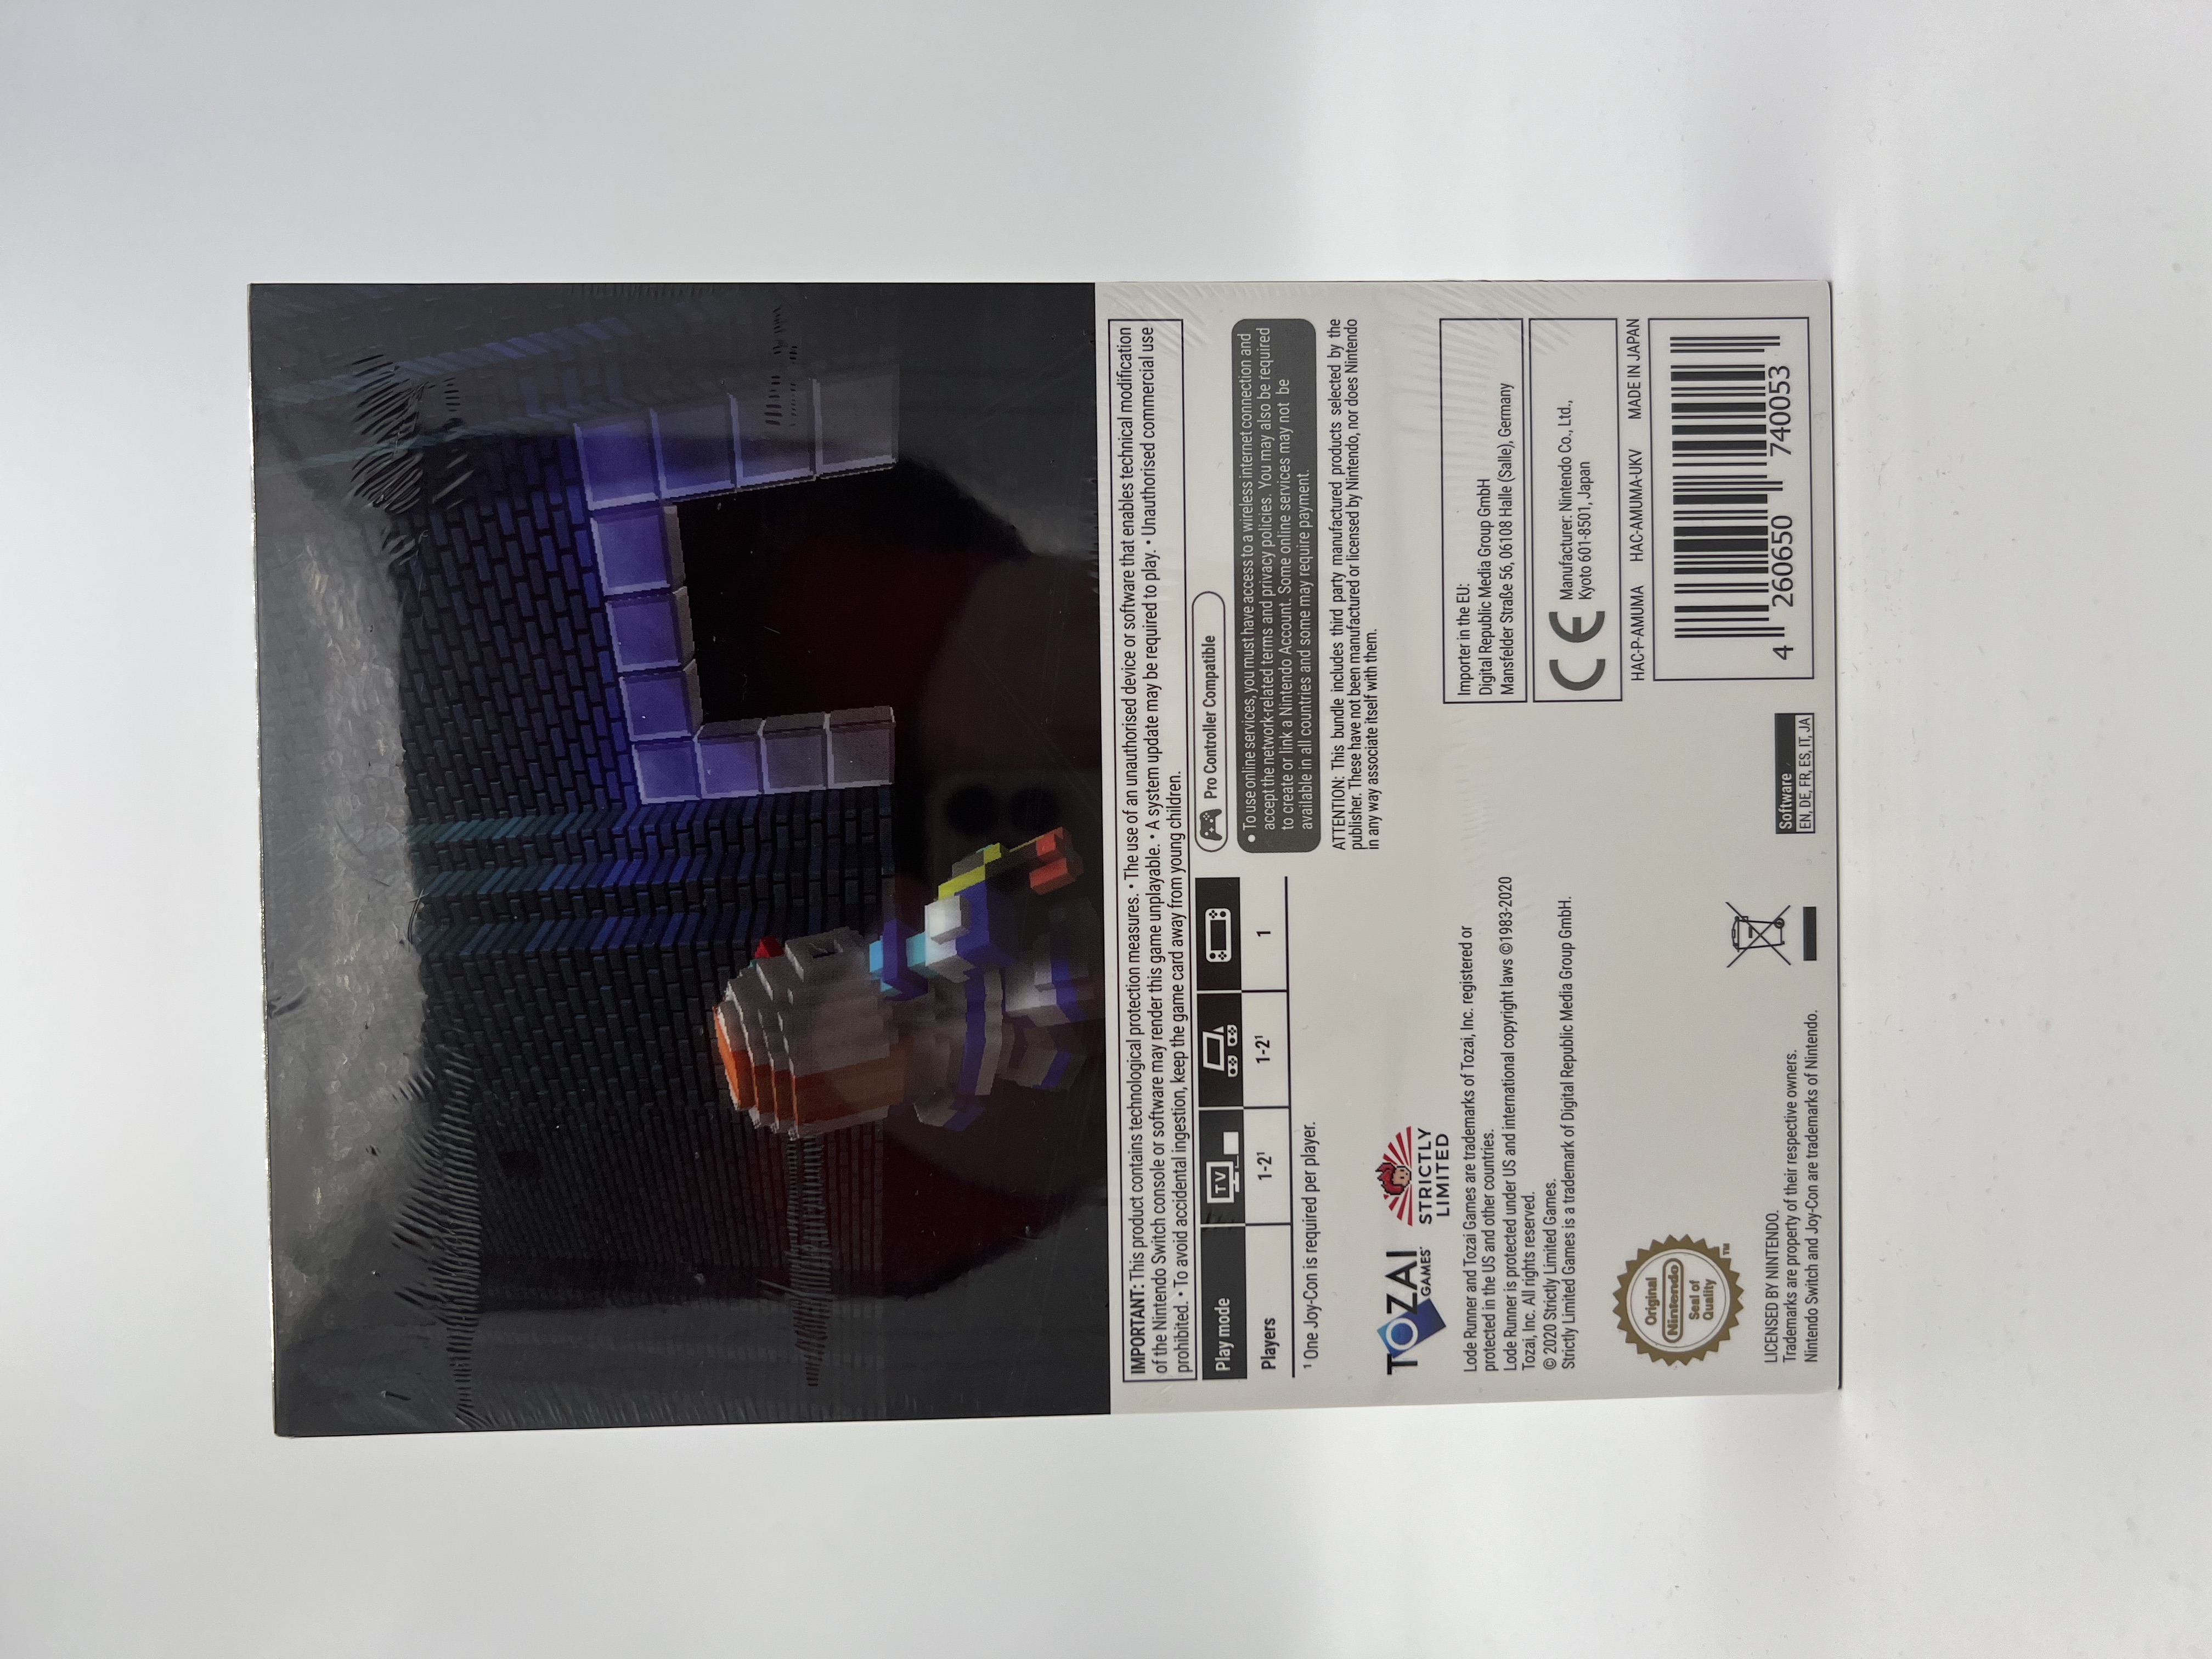 IMPORTANT: This product contains technological protection measures. • The use of an unauthorised device or software that enables technical modification
of the Nintendo Switch console or software may render this game unplayable. • A system update may be required to play. • Unauthorised commercial use
prohibited. • To avoid accidental ingestion, keep the game card away from young children.
Play mode TV
Players 1-2¹ 1-2¹ 1
¹ One Joy-Con is required per player.
Pro Controller Compatible
• To use online services, you must have access to a wireless internet connection and
accept the network-related terms and privacy policies. You may also be required
to create or link a Nintendo Account. Some online services may not be
available in all countries and some may require payment.
ATTENTION: This bundle includes third party manufactured products selected by the
publisher. These have not been manufactured or licensed by Nintendo, nor does Nintendo
in any way associate itself with them.
TOZAI
GAMES
STRICTLY
LIMITED
Lode Runner and Tozai Games are trademarks of Tozai, Inc. registered or
protected in the US and other countries.
Lode Runner is protected under US and international copyright laws ©1983-2020
Tozai, Inc. All rights reserved.
© 2020 Strictly Limited Games.
Strictly Limited Games is a trademark of Digital Republic Media Group GmbH.
Importer in the EU:
Digital Republic Media Group GmbH
Mansfelder Straße 56, 06108 Halle (Salle), Germany
CE
Manufacturer: Nintendo Co., Ltd.,
Kyoto 601-8501, Japan
HAC-P-AMUMA HAC-AMUMA-UKV MADE IN JAPAN
Original
Nintendo
Seal of
Quality
TM
LICENSED BY NINTENDO.
Trademarks are property of their respective owners.
Nintendo Switch and Joy-Con are trademarks of Nintendo.
Software
EN, DE, FR, ES, IT, JA
4 260650 740053